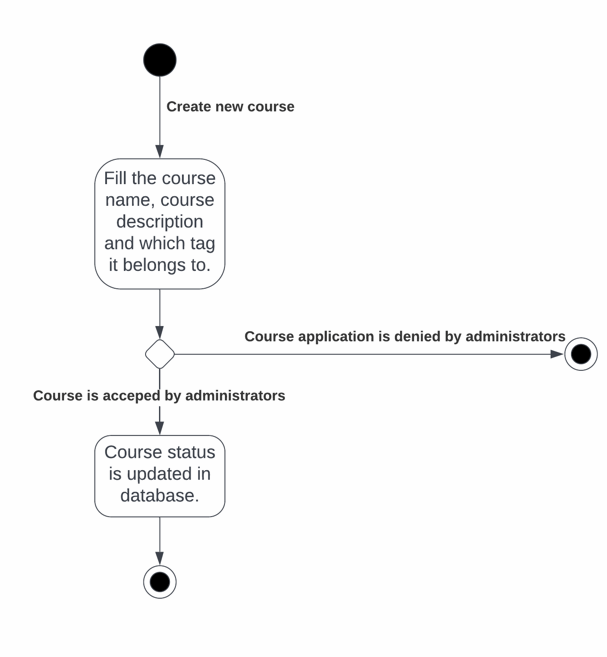 Create new course
Fill the course
name, course
description
and which tag
it belongs to.
Course application is denied by administrators
Course is acceped by administrators
Course status
is updated in
database.